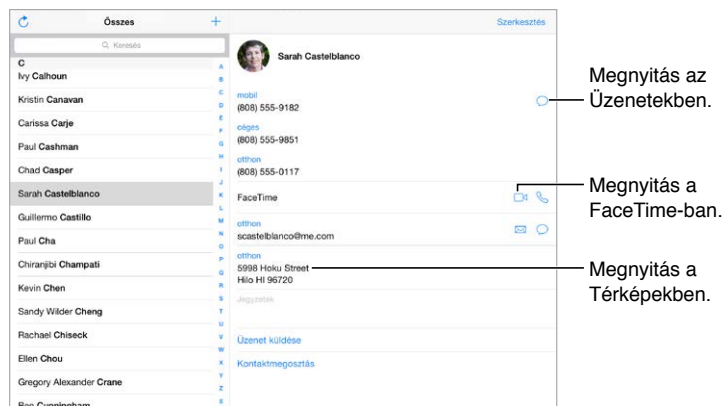 Összes
+
Keresés
C
Ivy Calhoun
Kristin Canavan
Carissa Carje
Paul Cashman
Chad Casper
Sarah Castelblanco
Guillermo Castillo
Paul Cha
Chiranjibi Champati
Kevin Chen
Sandy Wilder Cheng
Rachael Chiseck
Ellen Chou
Gregory Alexander Crane
Ben Cunningham
A
B
C
D
E
F
G
H
I
J
K
L
M
N
O
P
Q
R
S
T
U
V
W
X
Y
Z
Szerkesztés
Sarah Castelblanco
mobil
(808) 555-9182
céges
(808) 555-9851
otthon
(808) 555-0117
FaceTime
otthon
scastelblanco@me.com
otthon
5998 Hoku Street
Hilo HI 96720
Jegyzetek
Üzenet küldése
Kontaktmegosztás
Megnyitás az
Üzenetekben.
Megnyitás a
FaceTime-ban.
Megnyitás a
Térképekben.